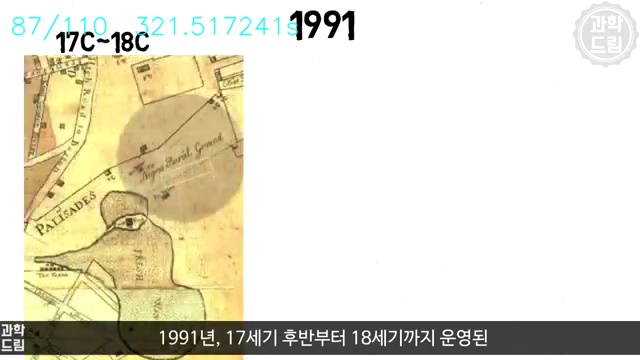 87/110, 321.517241s
1991
과학
드림
17C~18C
Negros Burial Ground
PALISADES
FRESH
과학
드림
1991년, 17세기 후반부터 18세기까지 운영된